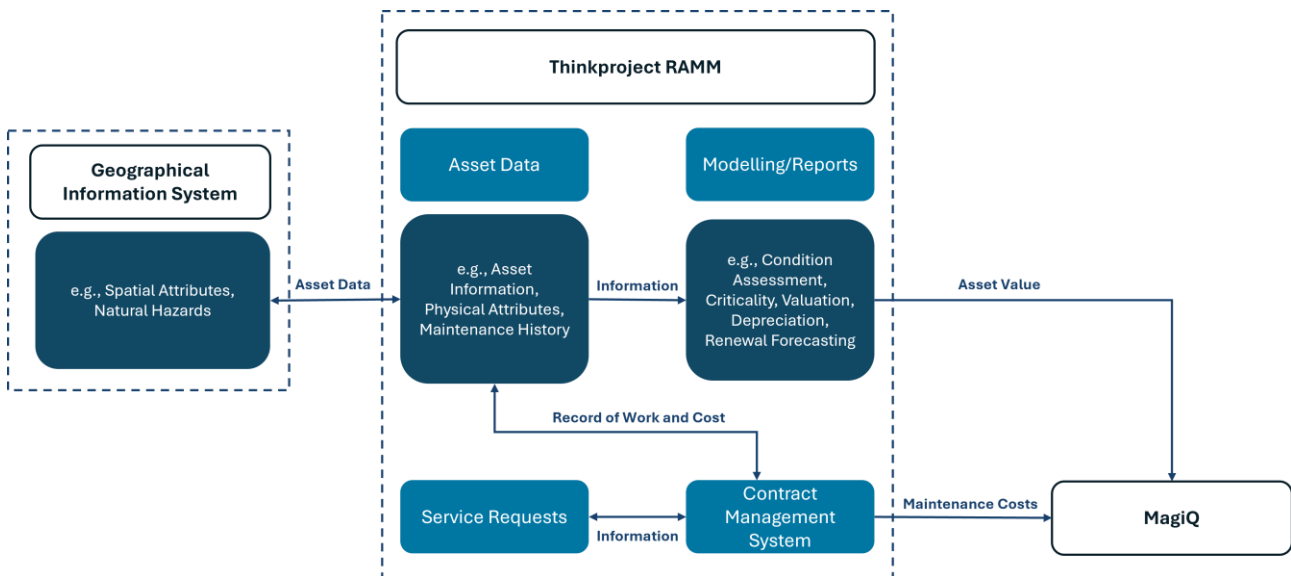 Thinkproject RAMM
Geographical
Information System
Asset Data
Modelling/Reports
e.g., Spatial Attributes,
Natural Hazards
Asset Data
e.g., Asset
Information,
Physical Attributes,
Maintenance History
Information
e.g., Condition
Assessment,
Criticality, Valuation,
Depreciation,
Renewal Forecasting
Asset Value
Record of Work and Cost
Service Requests
Information
Contract
Management
System
Maintenance Costs
MagiQ